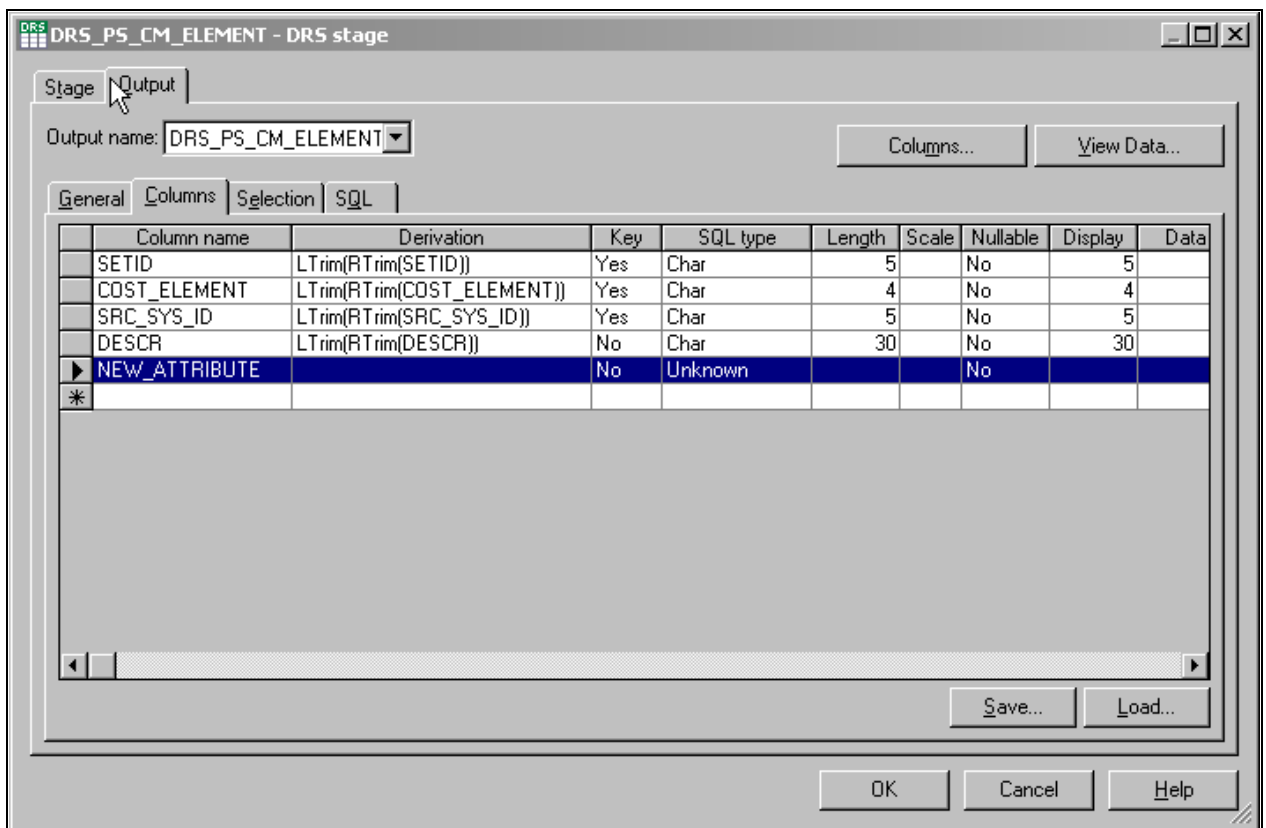 DRS DRS_PS_CM_ELEMENT - DRS stage
Stage Output
Output name: DRS_PS_CM_ELEMENT Columns... View Data...
General Columns Selection SQL
Column name Derivation Key SQL type Length Scale Nullable Display Data
SETID LTrim(RTrim(SETID)) Yes Char 5 No 5
COST_ELEMENT LTrim(RTrim(COST_ELEMENT)) Yes Char 4 No 4
SRC_SYS_ID LTrim(RTrim(SRC_SYS_ID)) Yes Char 5 No 5
DESCR LTrim(RTrim(DESCR)) No Char 30 No 30
NEW_ATTRIBUTE No Unknown No
Save... Load...
OK Cancel Help